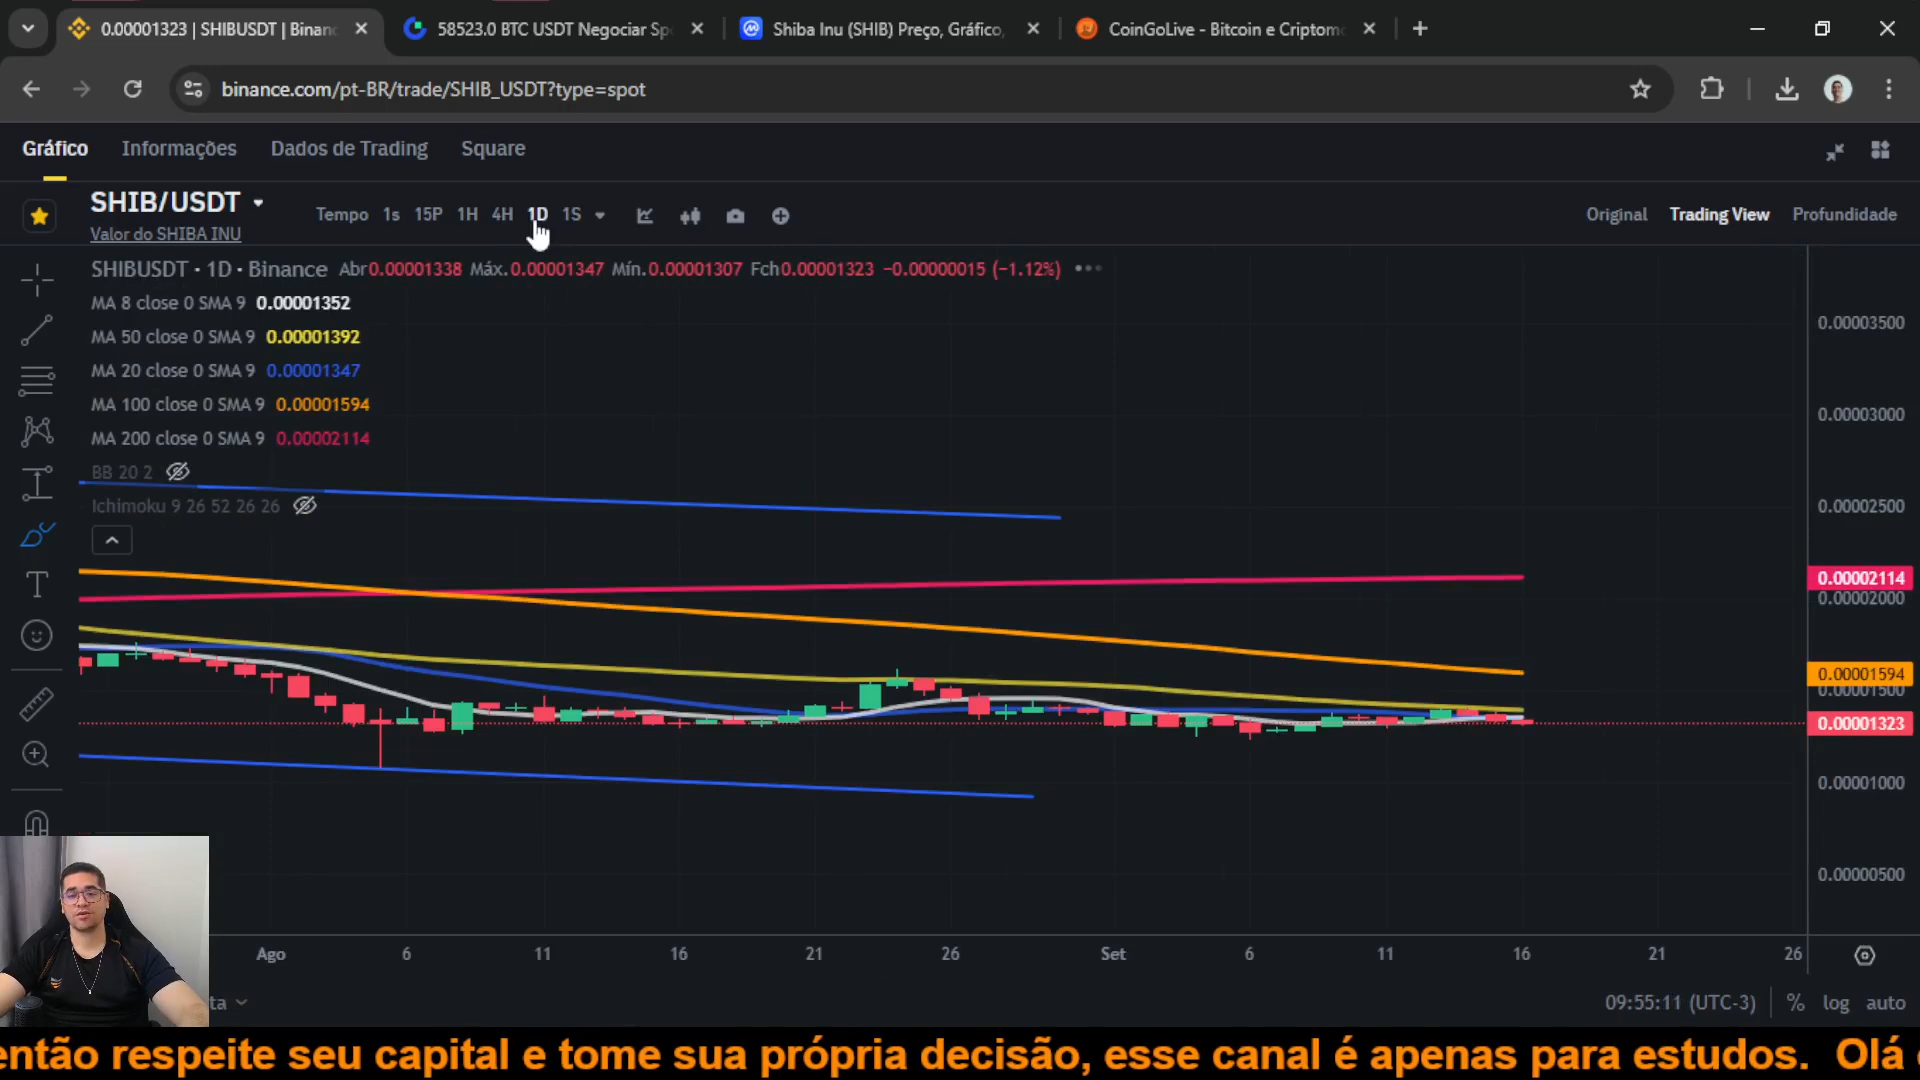 0.00001323 | SHIBUSDT | Binanc
58523.0 BTC USDT Negociar Spo
Shiba Inu (SHIB) Preço, Gráfico,
CoinGoLive - Bitcoin e Criptomo
binance.com/pt-BR/trade/SHIB_USDT?type=spot
Gráfico Informações Dados de Trading Square
SHIB/USDT
Valor do SHIBA INU
Tempo 1s 15P 1H 4H 1D 1S
Original Trading View Profundidade
SHIBUSDT · 1D · Binance Abr0.00001338 Máx.0.00001347 Mín.0.00001307 Fch0.00001323 −0.00000015 (−1.12%)
MA 8 close 0 SMA 9 0.00001352
MA 50 close 0 SMA 9 0.00001392
MA 20 close 0 SMA 9 0.00001347
MA 100 close 0 SMA 9 0.00001594
MA 200 close 0 SMA 9 0.00002114
BB 20 2
Ichimoku 9 26 52 26 26
0.00003500
0.00003000
0.00002500
0.00002114
0.00002000
0.00001594
0.00001500
0.00001323
0.00001000
0.00000500
Ago 6 11 16 21 26 Set 6 11 16 21 26
ta
09:55:11 (UTC-3) % log auto
então respeite seu capital e tome sua própria decisão, esse canal é apenas para estudos. Olá